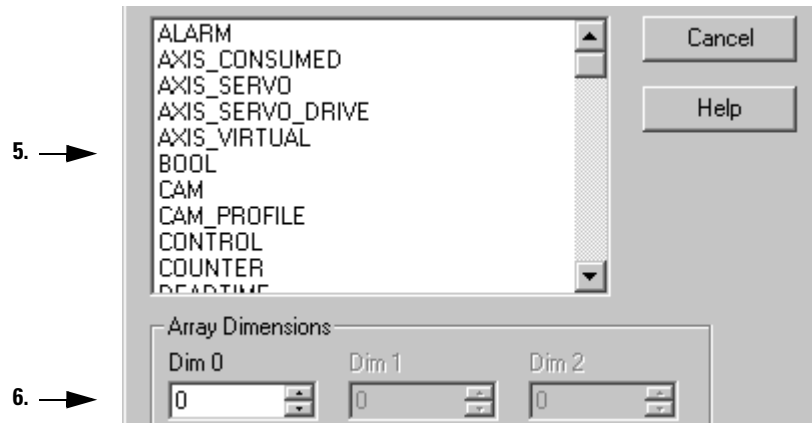 ALARM
AXIS_CONSUMED
AXIS_SERVO
AXIS_SERVO_DRIVE
AXIS_VIRTUAL
BOOL
CAM
CAM_PROFILE
CONTROL
COUNTER
DEADTIME
Cancel
Help
5.
Array Dimensions
Dim 0 Dim 1 Dim 2
6. 0 0 0